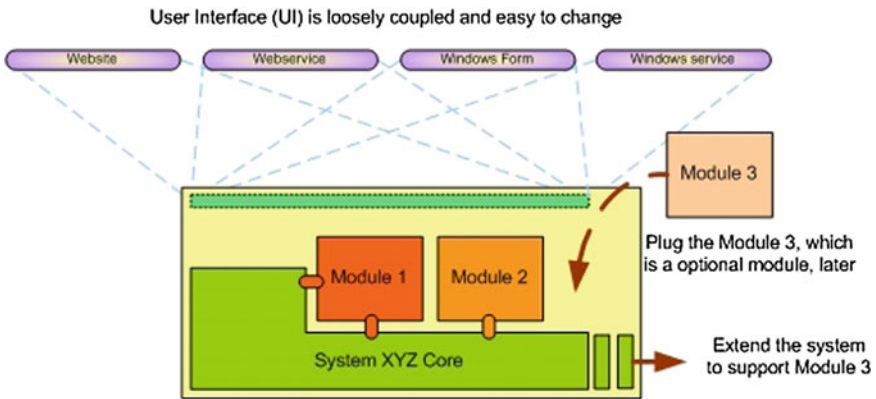 User Interface (UI) is loosely coupled and easy to change
Website
Webservice
Windows Form
Windows service
Module 3
Plug the Module 3, which
is a optional module, later
Module 1
Module 2
System XYZ Core
Extend the system
to support Module 3